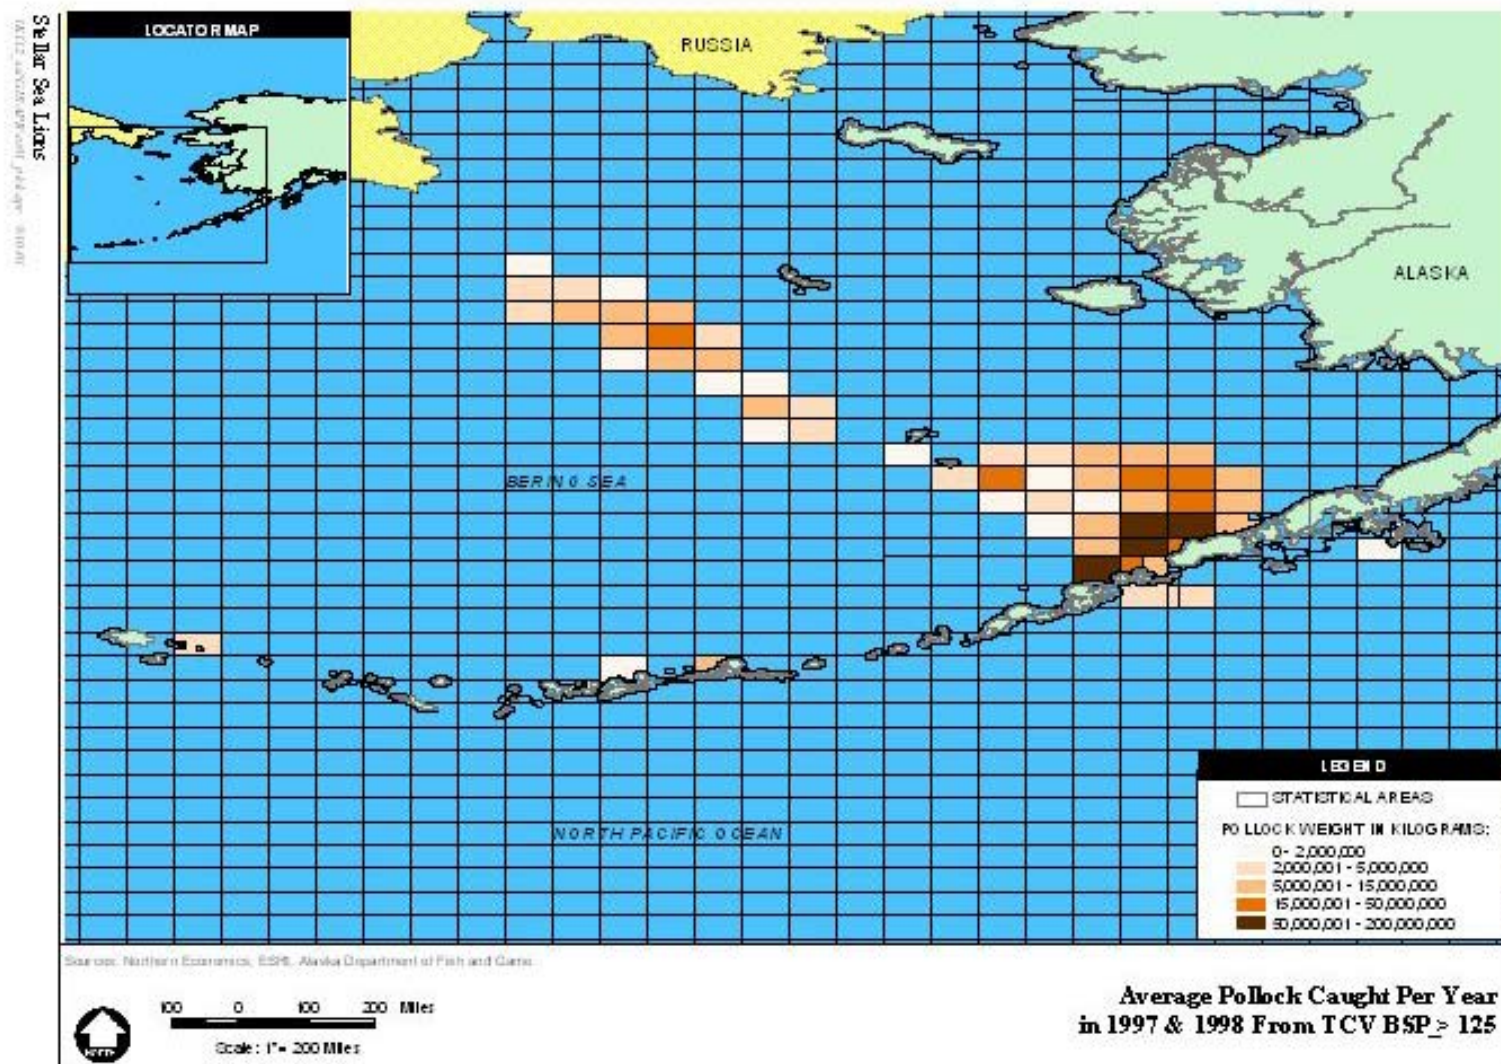 Stellar Sea Lions
LOCATOR MAP
RUSSIA
ALASKA
BERING SEA
NORTH PACIFIC OCEAN
LEGEND
STATISTICAL AREAS
POLLOCK WEIGHT IN KILOGRAMS:
0 - 2,000,000
2,000,001 - 5,000,000
5,000,001 - 15,000,000
15,000,001 - 50,000,000
50,000,001 - 200,000,000
Sources: Northern Economics, ESRI, Alaska Department of Fish and Game.
100 0 100 200 Miles
Scale: 1"= 200 Miles
NORTH
Average Pollock Caught Per Year
in 1997 & 1998 From TCV BSP_> 125